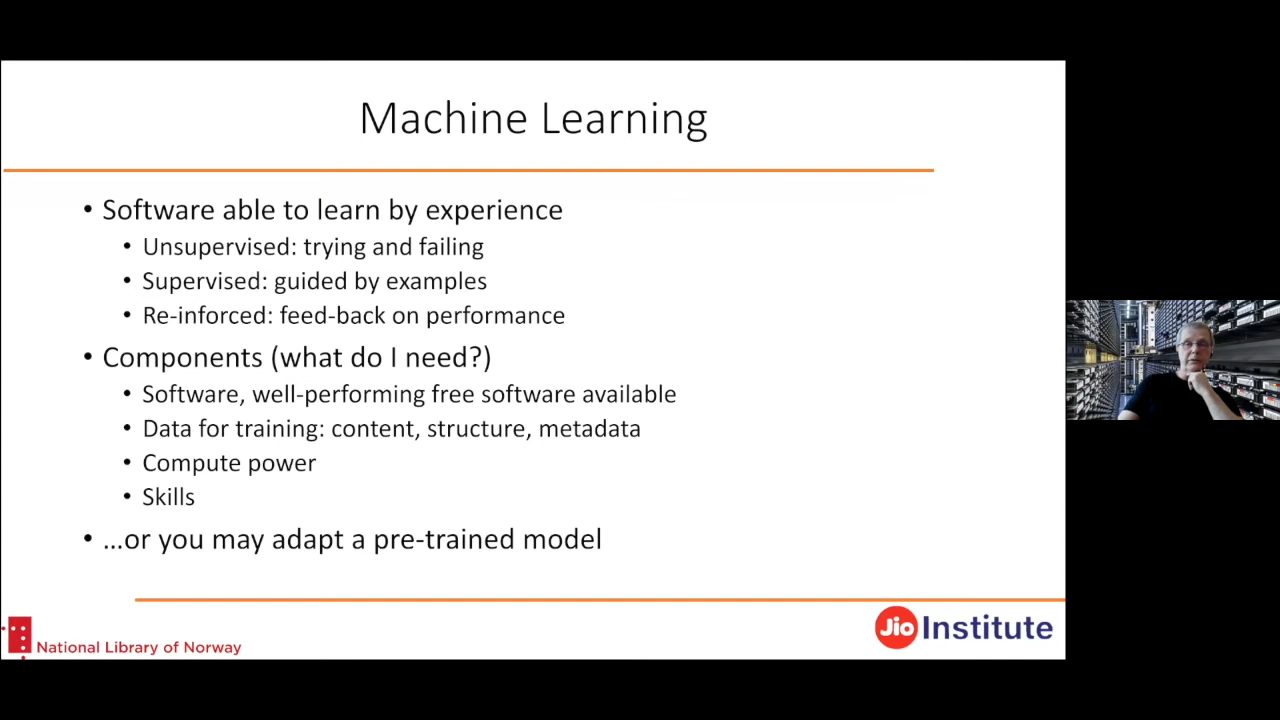 Machine Learning
• Software able to learn by experience
• Unsupervised: trying and failing
• Supervised: guided by examples
• Re-inforced: feed-back on performance
• Components (what do I need?)
• Software, well-performing free software available
• Data for training: content, structure, metadata
• Compute power
• Skills
• ...or you may adapt a pre-trained model
National Library of Norway
Jio Institute